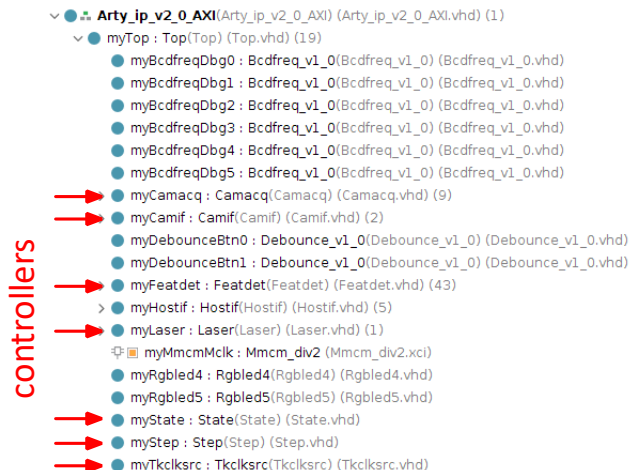 Arty_ip_v2_0_AXI(Arty_ip_v2_0_AXI) (Arty_ip_v2_0_AXI.vhd) (1)
myTop : Top(Top) (Top.vhd) (19)
myBcdfreqDbg0 : Bcdfreq_v1_0(Bcdfreq_v1_0) (Bcdfreq_v1_0.vhd)
myBcdfreqDbg1 : Bcdfreq_v1_0(Bcdfreq_v1_0) (Bcdfreq_v1_0.vhd)
myBcdfreqDbg2 : Bcdfreq_v1_0(Bcdfreq_v1_0) (Bcdfreq_v1_0.vhd)
myBcdfreqDbg3 : Bcdfreq_v1_0(Bcdfreq_v1_0) (Bcdfreq_v1_0.vhd)
myBcdfreqDbg4 : Bcdfreq_v1_0(Bcdfreq_v1_0) (Bcdfreq_v1_0.vhd)
myBcdfreqDbg5 : Bcdfreq_v1_0(Bcdfreq_v1_0) (Bcdfreq_v1_0.vhd)
myCamacq : Camacq(Camacq) (Camacq.vhd) (9)
myCamif : Camif(Camif) (Camif.vhd) (2)
myDebounceBtn0 : Debounce_v1_0(Debounce_v1_0) (Debounce_v1_0.vhd)
myDebounceBtn1 : Debounce_v1_0(Debounce_v1_0) (Debounce_v1_0.vhd)
myFeatdet : Featdet(Featdet) (Featdet.vhd) (43)
myHostif : Hostif(Hostif) (Hostif.vhd) (5)
myLaser : Laser(Laser) (Laser.vhd) (1)
myMmcmMclk : Mmcm_div2 (Mmcm_div2.xci)
myRgbled4 : Rgbled4(Rgbled4) (Rgbled4.vhd)
myRgbled5 : Rgbled5(Rgbled5) (Rgbled5.vhd)
myState : State(State) (State.vhd)
myStep : Step(Step) (Step.vhd)
myTkclksrc : Tkclksrc(Tkclksrc) (Tkclksrc.vhd)
controllers